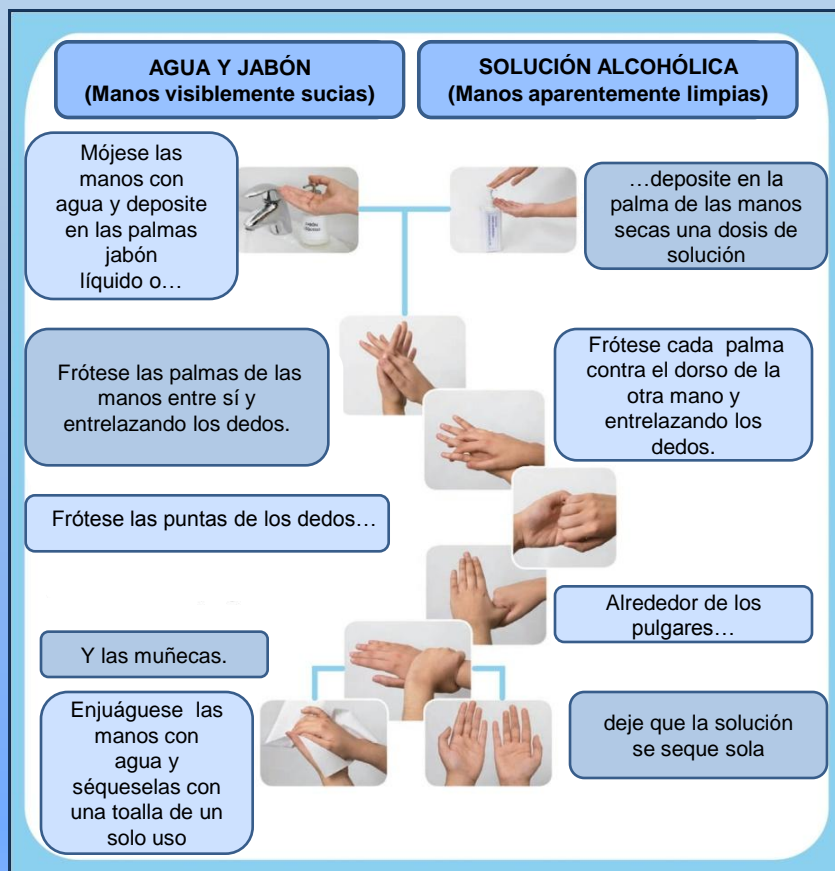 AGUA Y JABÓN
(Manos visiblemente sucias)
SOLUCIÓN ALCOHÓLICA
(Manos aparentemente limpias)
Mójese las
manos con
agua y deposite
en las palmas
jabón
líquido o…
…deposite en la
palma de las manos
secas una dosis de
solución
Frótese las palmas de las
manos entre sí y
entrelazando los dedos.
Frótese cada palma
contra el dorso de la
otra mano y
entrelazando los
dedos.
Frótese las puntas de los dedos…
Alrededor de los
pulgares…
Y las muñecas.
Enjuáguese las
manos con
agua y
séqueselas con
una toalla de un
solo uso
deje que la solución
se seque sola